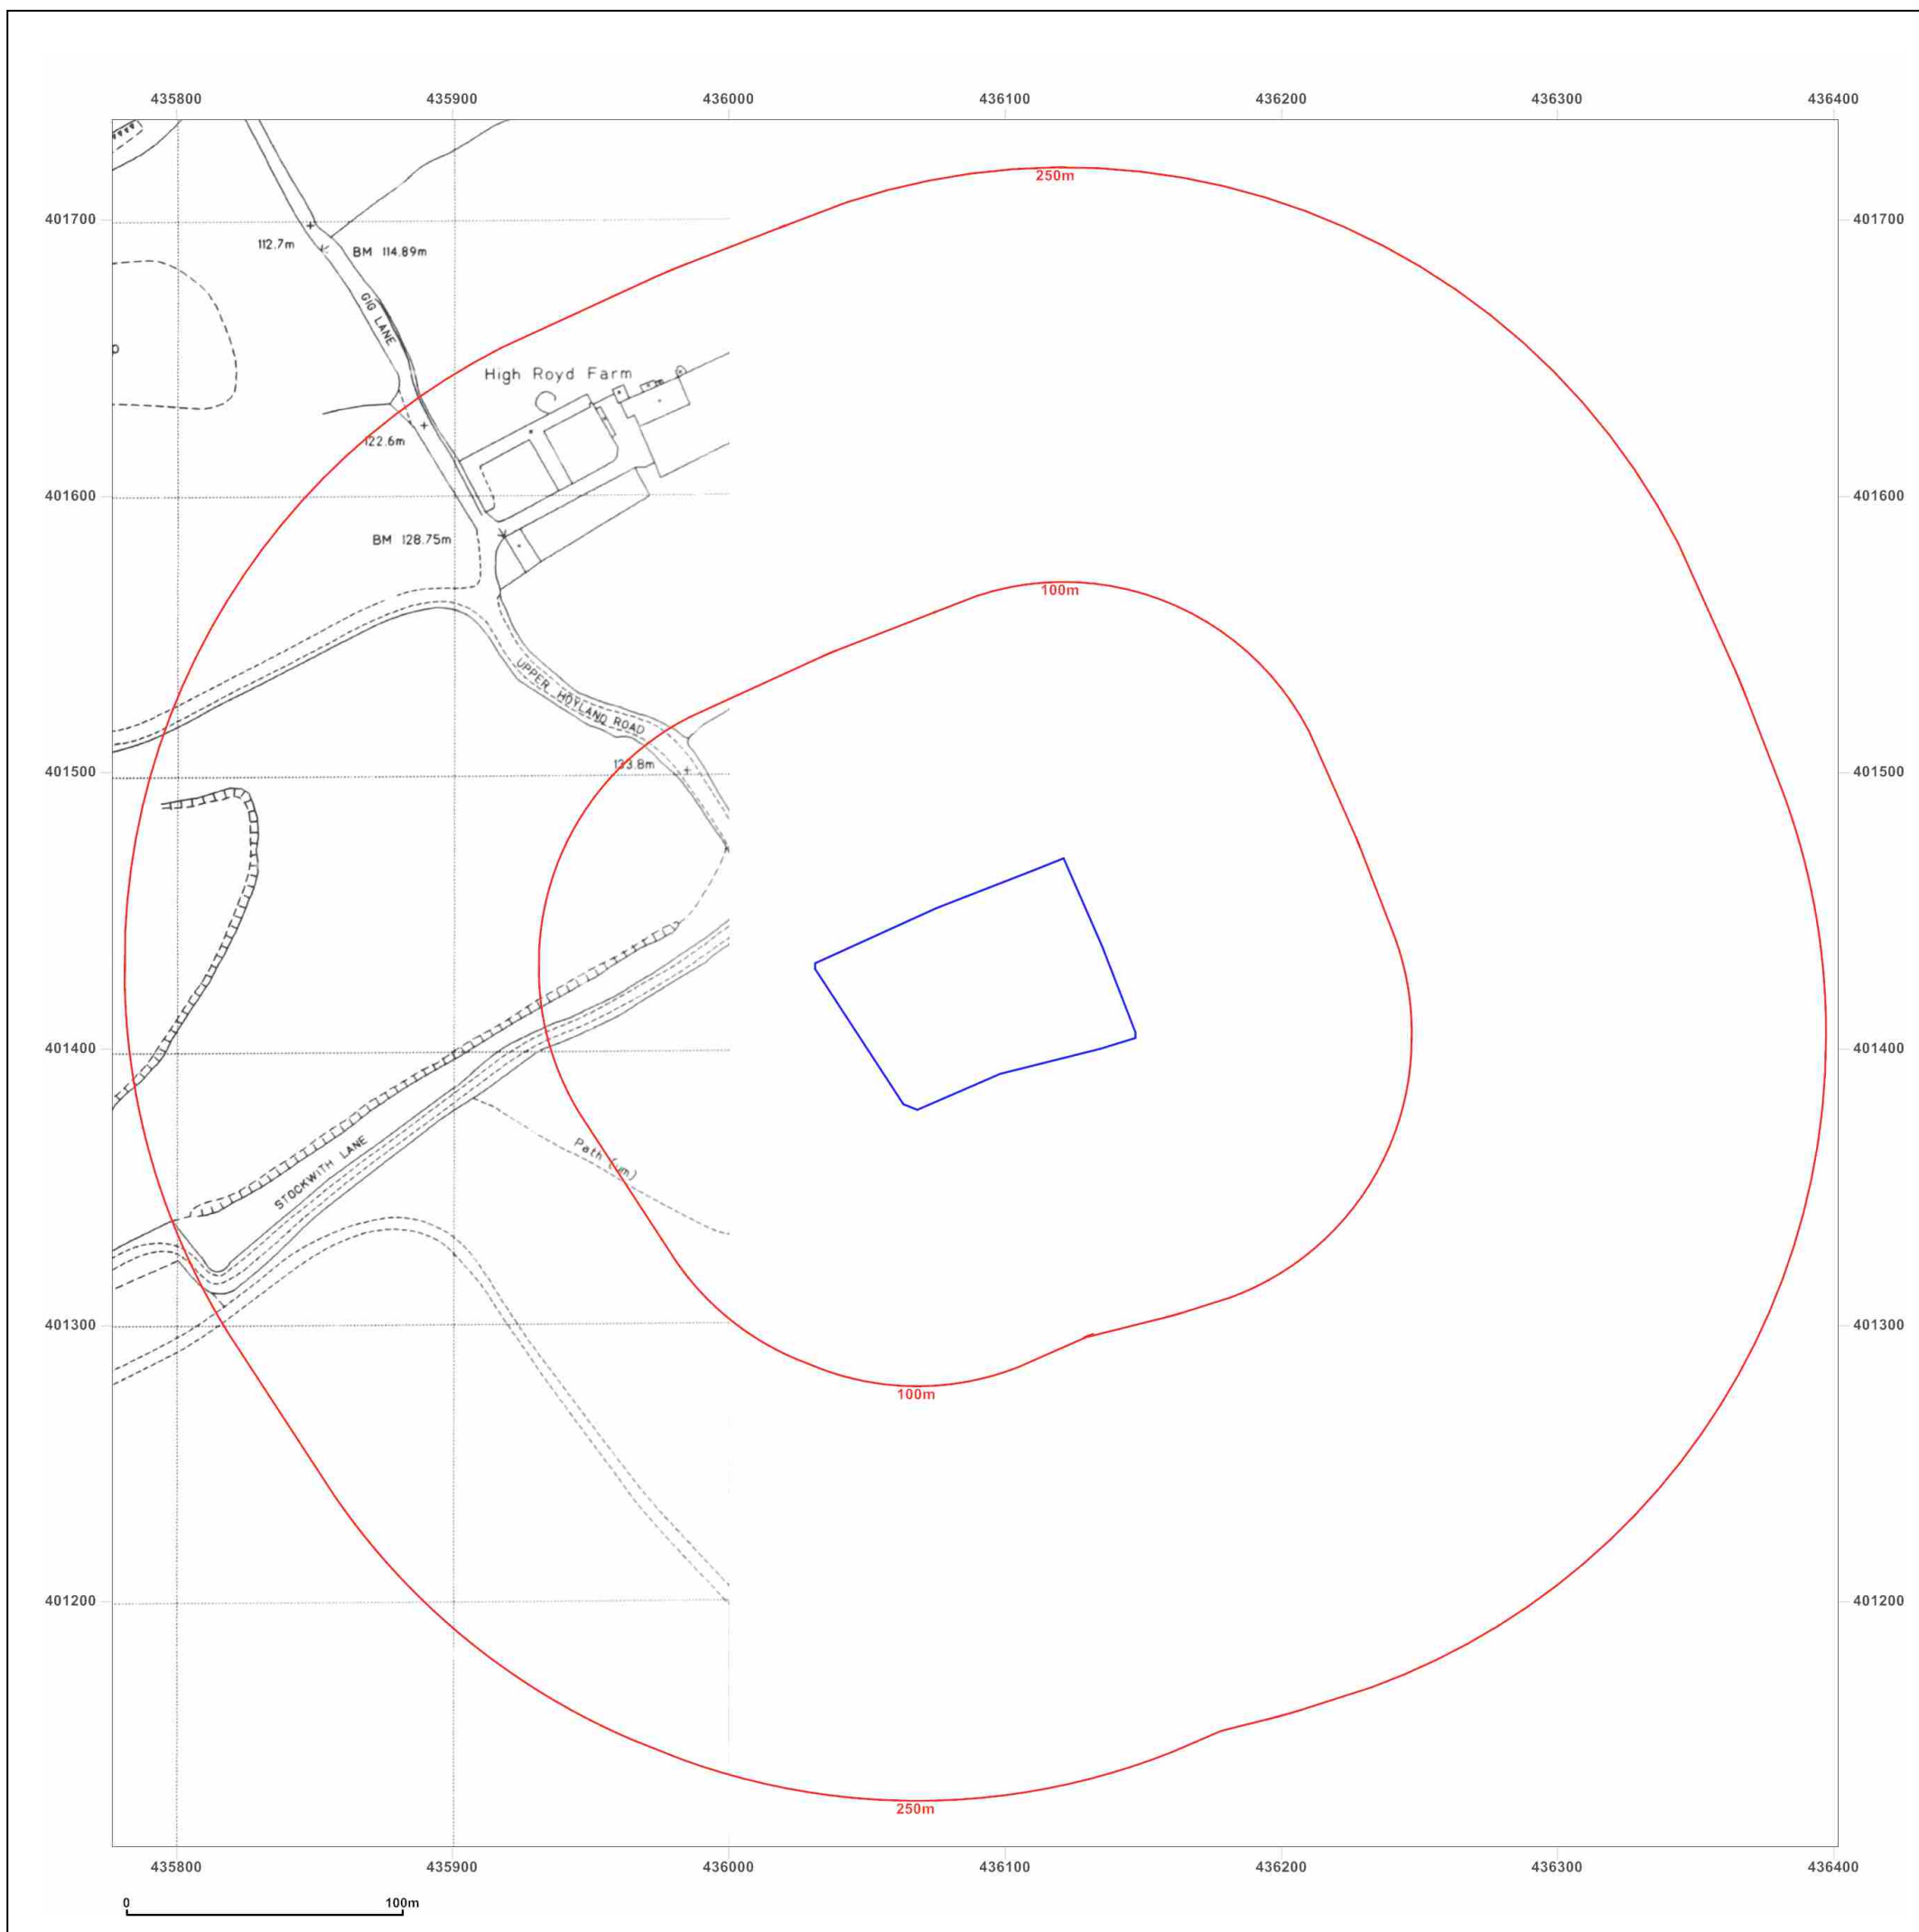 435800 435900 436000 436100 436200 436300 436400
250m
401700 401700
112.7m
BM 114.89m
GIG LANE
High Royd Farm
122.6m
401600 401600
BM 128.75m
100m
UPPER HOYLAND ROAD
133.8m
401500 401500
401400 401400
Path (um)
STOCKWITH LANE
401300 401300
100m
401200 401200
250m
435800 435900 436000 436100 436200 436300 436400
0 100m